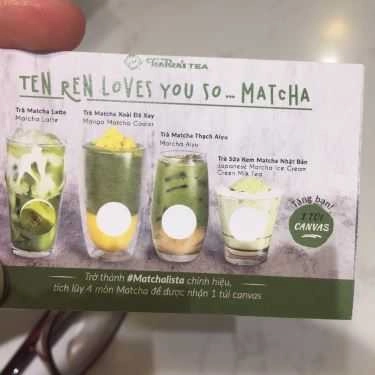 TenRen's TEA
TEN REN LOVES YOU SO... MATCHA
Trà Matcha Latte
Matcha Latte
Trà Matcha Xoài Đá Xay
Mango Matcha Cooler
Trà Matcha Thạch Aiyu
Matcha Aiyu
Trà Sữa Kem Matcha Nhật Bản
Japanese Matcha Ice Cream
Green Milk Tea
Tặng bạn!
1 TÚI
CANVAS
Trở thành #Matchalista chính hiệu,
tích lũy 4 món Matcha để được nhận 1 túi canvas